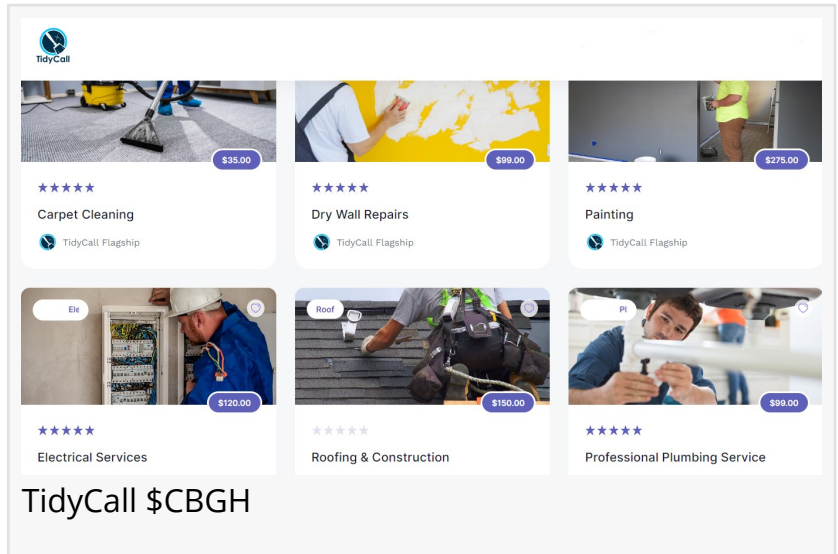 TidyCall
$35.00
$99.00
$275.00
Carpet Cleaning
Dry Wall Repairs
Painting
TidyCall Flagship
TidyCall Flagship
TidyCall Flagship
Ele
Roof
Pl
$120.00
$150.00
$99.00
Electrical Services
Roofing & Construction
Professional Plumbing Service
TidyCall $CBGH